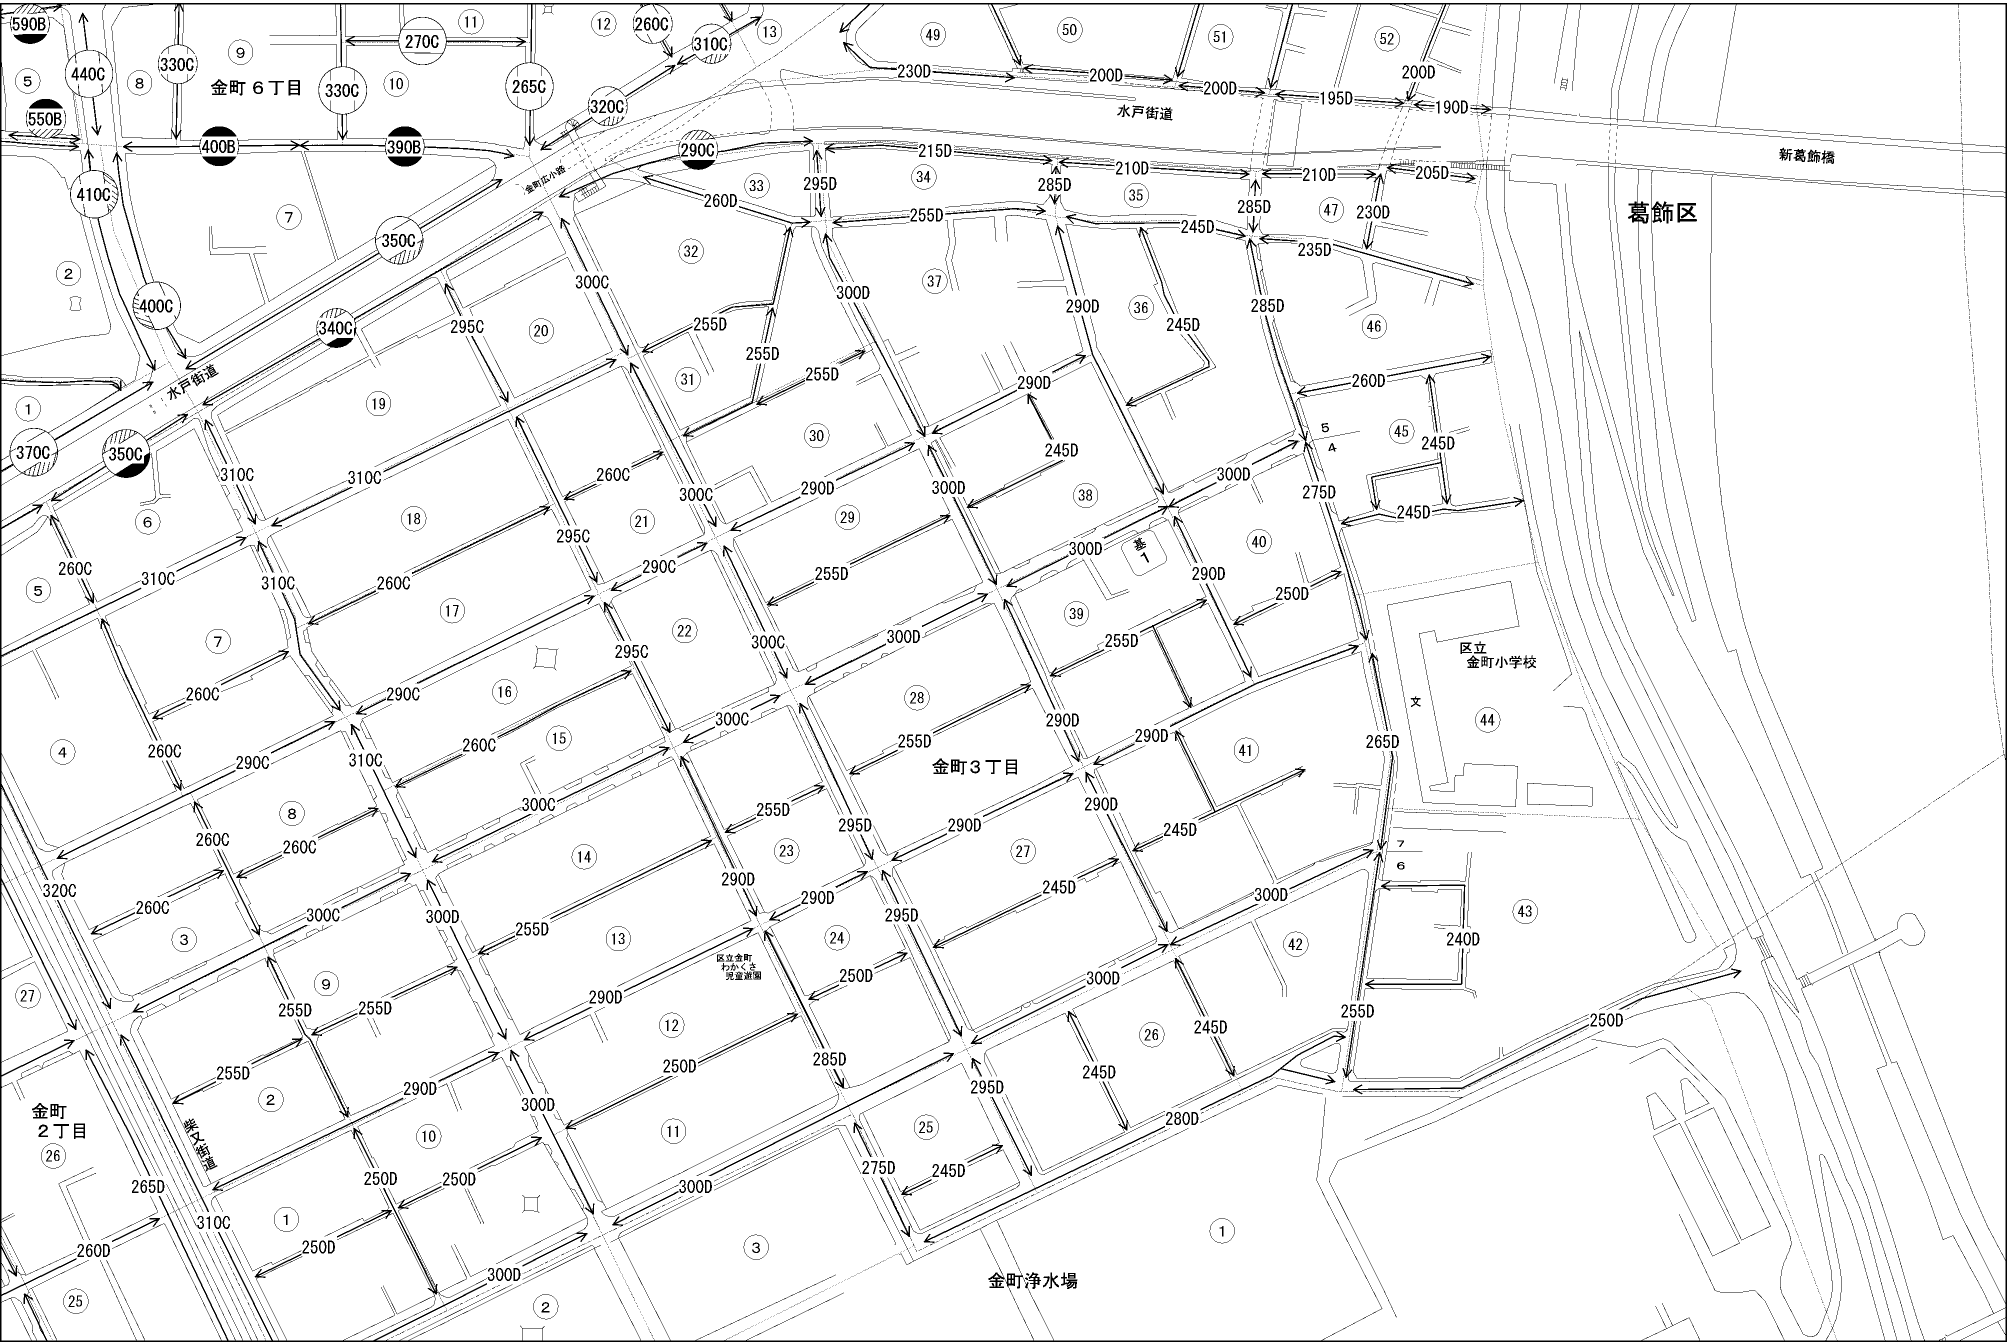 590B
440C
330C
9
11
270C
12
260C
310C
13
49
50
51
52
5
8
金町6丁目
330C
10
265C
320C
230D
200D
200D
200D
195D
190D
水戸街道
550B
400B
390B
290C
215D
210D
210D
205D
新葛飾橋
410C
金町広小路
7
33
34
35
47
295D
285D
285D
230D
葛飾区
260D
255D
245D
235D
350C
2
32
37
36
46
400C
300C
300D
290D
285D
245D
340C
295C
20
255D
255D
31
255D
290D
260D
水戸街道
1
19
30
245D
5
4
45
245D
370C
350C
310C
310C
260C
300C
290D
300D
38
300D
275D
245D
6
18
21
29
295C
40
260C
310C
310C
260C
290C
255D
300D
基
1
290D
250D
5
17
22
39
7
295C
300C
300D
255D
区立
金町小学校
文
260C
290C
16
28
44
260C
300C
290D
265D
4
290C
310C
260C
15
255D
金町3丁目
290D
41
8
260C
260C
300C
255D
295D
290D
290D
245D
14
23
27
7
6
320C
260C
300C
300D
290D
290D
245D
300D
295D
3
255D
13
24
42
43
240D
区立金町
わかくさ
児童遊園
27
9
250D
300D
255D
255D
290D
12
26
245D
255D
250D
255D
285D
250D
245D
2
290D
300D
295D
280D
金町
2丁目
柴又街道
10
11
25
26
250D
250D
275D
245D
265D
300D
310C
1
3
1
260D
250D
300D
金町浄水場
25
2